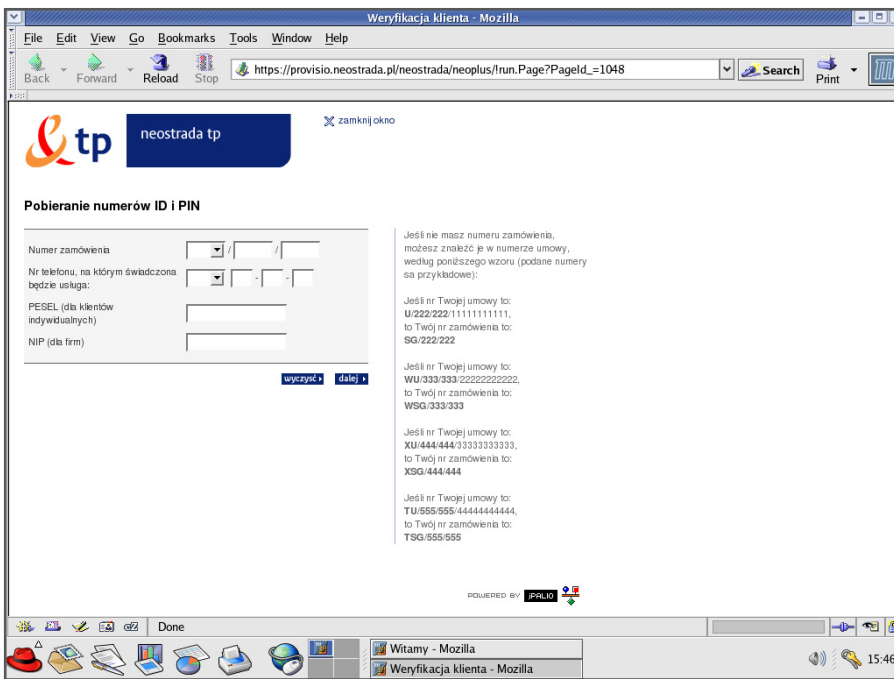 Weryfikacja klienta - Mozilla
File Edit View Go Bookmarks Tools Window Help
Back Forward Reload Stop https://provisio.neostrada.pl/neostrada/neoplus/!run.Page?PageId_=1048 Search Print
tp neostrada tp zamknij okno
Pobieranie numerów ID i PIN
Numer zamówienia / /
Nr telefonu, na którym świadczona
będzie usługa: - -
PESEL (dla klientów
indywidualnych)
NIP (dla firm)
wyczyść dalej
Jeśli nie masz numeru zamówienia,
możesz znaleźć je w numerze umowy,
według poniższego wzoru (podane numery
sa przykładowe):
Jeśli nr Twojej umowy to:
U/222/222/11111111111,
to Twój nr zamówienia to:
SG/222/222
Jeśli nr Twojej umowy to:
WU/333/333/22222222222,
to Twój nr zamówienia to:
WSG/333/333
Jeśli nr Twojej umowy to:
XU/444/444/33333333333,
to Twój nr zamówienia to:
XSG/444/444
Jeśli nr Twojej umowy to:
TU/555/555/44444444444,
to Twój nr zamówienia to:
TSG/555/555
POWERED BY jPALIO
Done
Witamy - Mozilla
Weryfikacja klienta - Mozilla
15:46